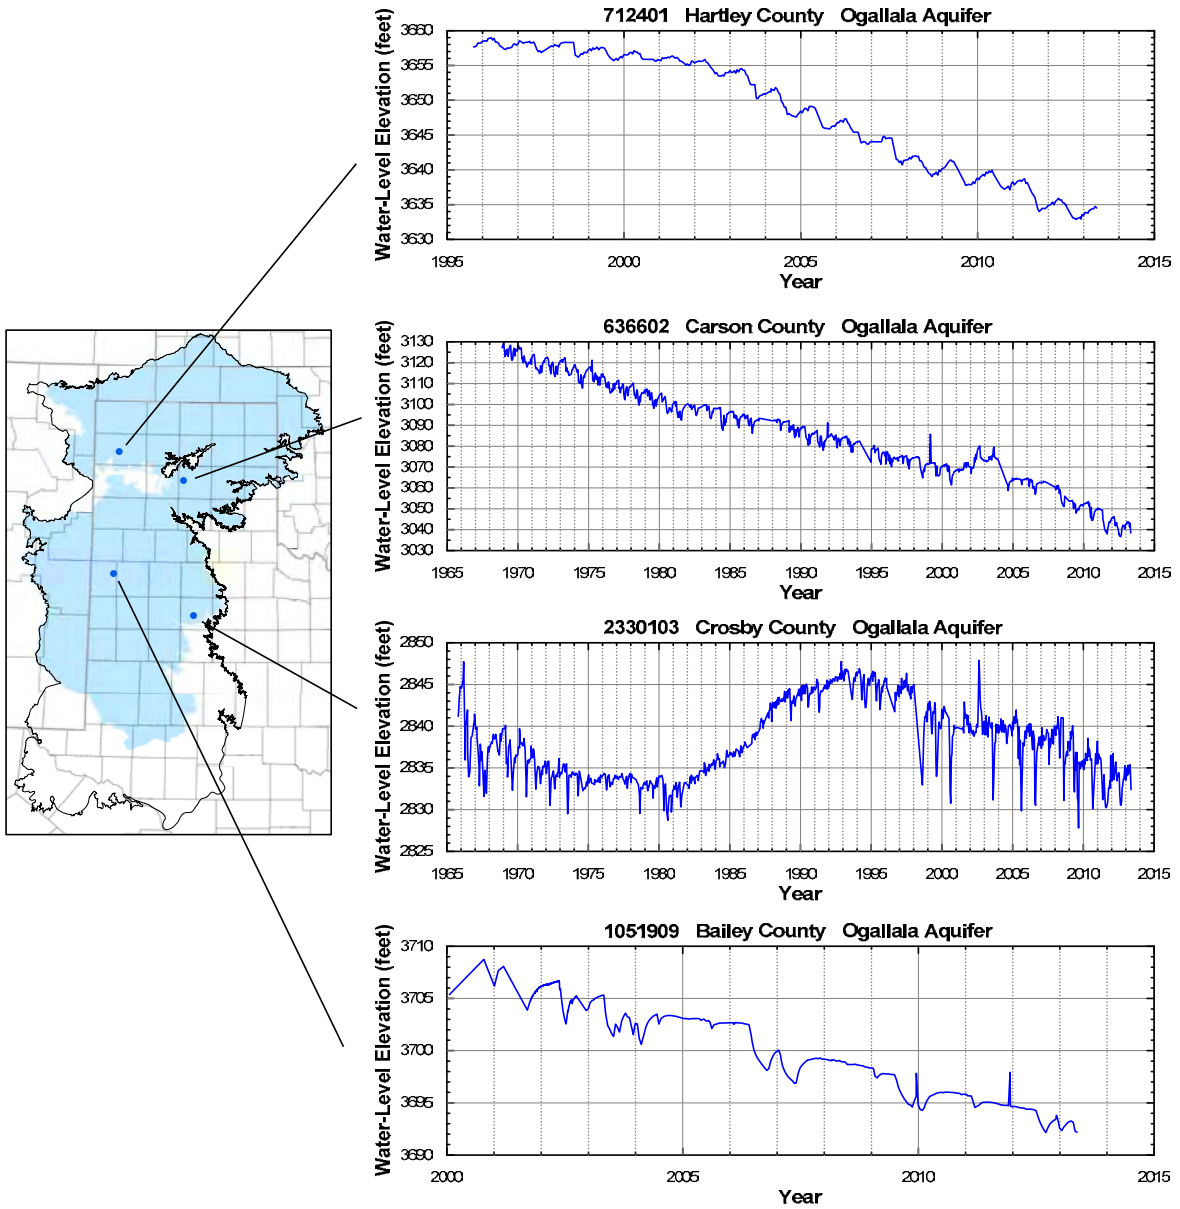 712401 Hartley County Ogallala Aquifer
Water-Level Elevation (feet)
3660
3655
3650
3645
3640
3635
3630
1995 2000 2005 2010 2015
Year
636602 Carson County Ogallala Aquifer
Water-Level Elevation (feet)
3130
3120
3110
3100
3090
3080
3070
3060
3050
3040
3030
1965 1970 1975 1980 1985 1990 1995 2000 2005 2010 2015
2330103 Crosby County Ogallala Aquifer
Water-Level Elevation (feet)
2850
2845
2840
2835
2830
2825
1965 1970 1975 1980 1985 1990 1995 2000 2005 2010 2015
Year
1051909 Bailey County Ogallala Aquifer
Water-Level Elevation (feet)
3710
3705
3700
3695
3690
2000 2005 2010 2015
Year